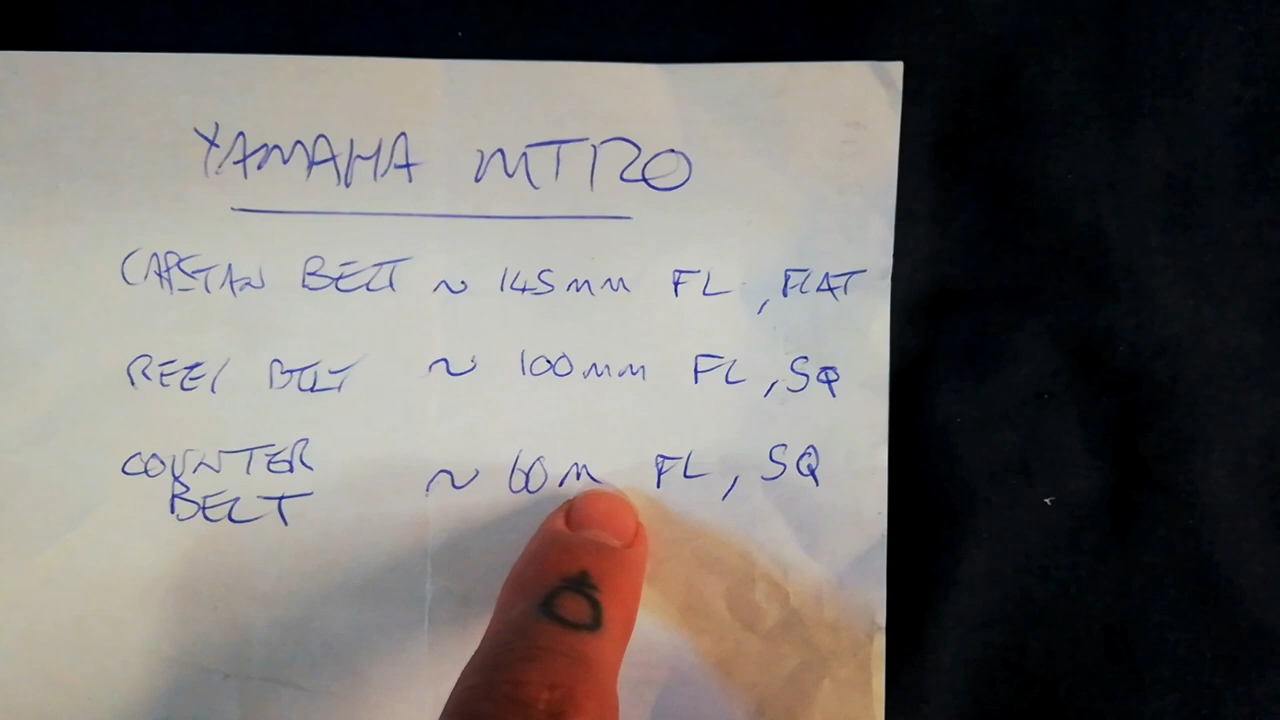 YAMAHA MT120
CAPSTAN BELT ~ 145mm FL, FLAT
REEL BELT ~ 100mm FL, SQ
COUNTER ~ 60m FL, SQ
BELT